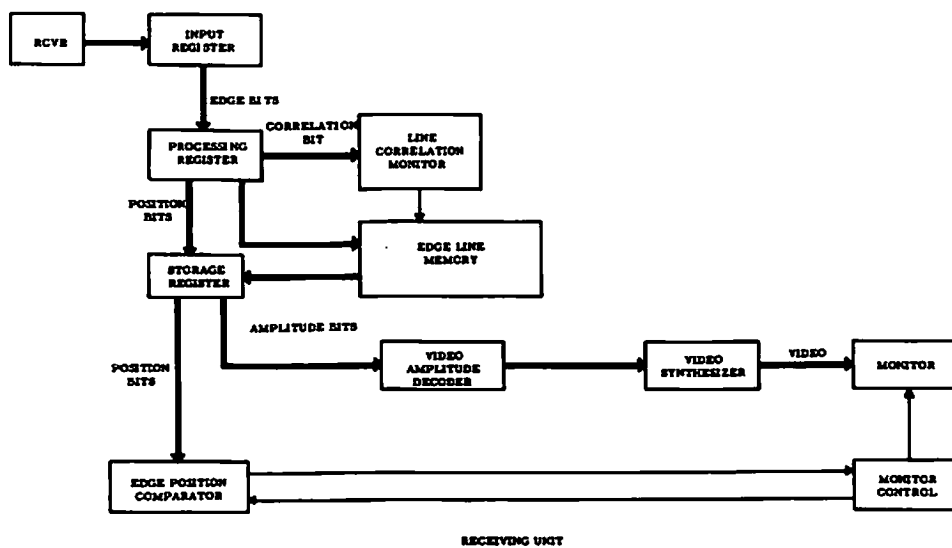 RCVR
INPUT
REGISTER
EDGE BITS
PROCESSING
REGISTER
CORRELATION
BIT
LINE
CORRELATION
MONITOR
POSITION
BITS
EDGE LINE
MEMORY
STORAGE
REGISTER
AMPLITUDE BITS
POSITION
BITS
VIDEO
AMPLITUDE
DECODER
VIDEO
SYNTHESIZER
VIDEO
MONITOR
EDGE POSITION
COMPARATOR
MONITOR
CONTROL
RECEIVING UNIT